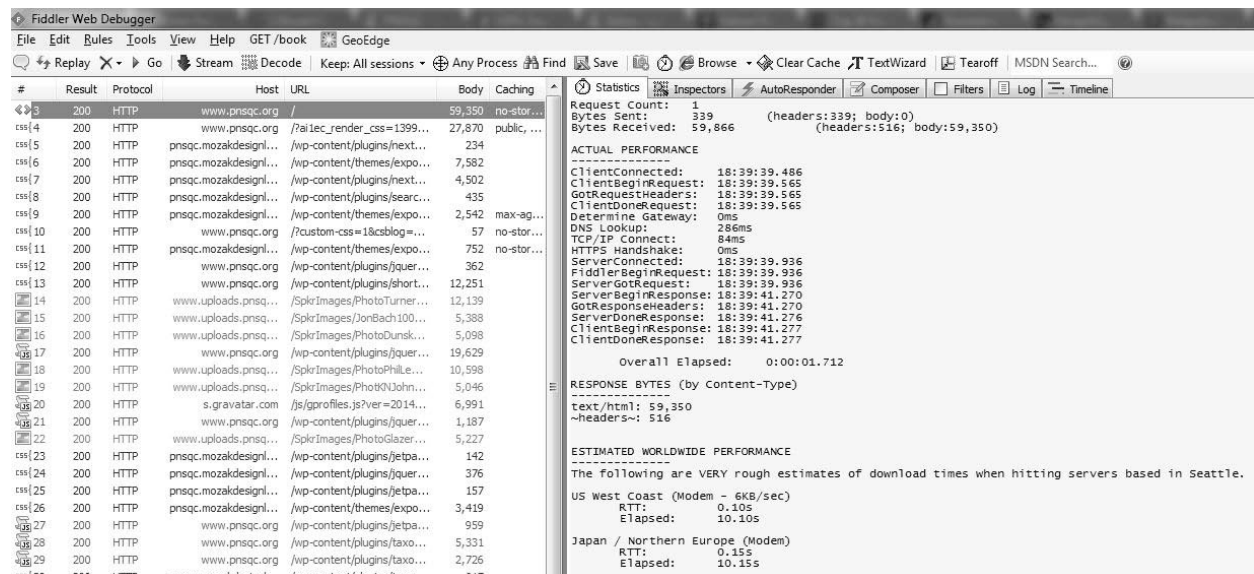 Fiddler Web Debugger
File Edit Rules Tools View Help GET /book GeoEdge
Replay X Go Stream Decode Keep: All sessions Any Process Find Save Browse Clear Cache TextWizard Tearoff MSDN Search...
# Result Protocol Host URL Body Caching
3 200 HTTP www.pnsqc.org / 59,350 no-stor...
4 200 HTTP www.pnsqc.org /?ai1ec_render_css=1399... 27,870 public, ...
5 200 HTTP pnsqc.mozakdesignl... /wp-content/plugins/next... 234
6 200 HTTP pnsqc.mozakdesignl... /wp-content/themes/expo... 7,582
7 200 HTTP pnsqc.mozakdesignl... /wp-content/plugins/next... 4,502
8 200 HTTP pnsqc.mozakdesignl... /wp-content/plugins/searc... 435
9 200 HTTP pnsqc.mozakdesignl... /wp-content/themes/expo... 2,542 max-ag...
10 200 HTTP www.pnsqc.org /?custom-css=1&csblog=... 57 no-stor...
11 200 HTTP pnsqc.mozakdesignl... /wp-content/themes/expo... 752 no-stor...
12 200 HTTP www.pnsqc.org /wp-content/plugins/jquer... 362
13 200 HTTP www.pnsqc.org /wp-content/plugins/short... 12,251
14 200 HTTP www.uploads.pnsq... /SpkrImages/PhotoTurner... 12,139
15 200 HTTP www.uploads.pnsq... /SpkrImages/JonBach100... 5,388
16 200 HTTP www.uploads.pnsq... /SpkrImages/PhotoDunsk... 5,098
17 200 HTTP www.pnsqc.org /wp-content/plugins/jquer... 19,629
18 200 HTTP www.uploads.pnsq... /SpkrImages/PhotoPhilLe... 10,598
19 200 HTTP www.uploads.pnsq... /SpkrImages/PhotKNJohn... 5,046
20 200 HTTP s.gravatar.com /js/gprofiles.js?ver=2014... 6,991
21 200 HTTP www.pnsqc.org /wp-content/plugins/jquer... 1,187
22 200 HTTP www.uploads.pnsq... /SpkrImages/PhotoGlazer... 5,227
23 200 HTTP pnsqc.mozakdesignl... /wp-content/plugins/jetpa... 142
24 200 HTTP pnsqc.mozakdesignl... /wp-content/plugins/jquer... 376
25 200 HTTP pnsqc.mozakdesignl... /wp-content/plugins/jetpa... 157
26 200 HTTP pnsqc.mozakdesignl... /wp-content/themes/expo... 3,419
27 200 HTTP www.pnsqc.org /wp-content/plugins/jetpa... 959
28 200 HTTP www.pnsqc.org /wp-content/plugins/taxo... 5,331
29 200 HTTP www.pnsqc.org /wp-content/plugins/taxo... 2,726
Statistics Inspectors AutoResponder Composer Filters Log Timeline
Request Count: 1
Bytes Sent: 339 (headers:339; body:0)
Bytes Received: 59,866 (headers:516; body:59,350)
ACTUAL PERFORMANCE
--------------
ClientConnected: 18:39:39.486
ClientBeginRequest: 18:39:39.565
GotRequestHeaders: 18:39:39.565
ClientDoneRequest: 18:39:39.565
Determine Gateway: 0ms
DNS Lookup: 286ms
TCP/IP Connect: 84ms
HTTPS Handshake: 0ms
ServerConnected: 18:39:39.936
FiddlerBeginRequest: 18:39:39.936
ServerGotRequest: 18:39:39.936
ServerBeginResponse: 18:39:41.270
GotResponseHeaders: 18:39:41.270
ServerDoneResponse: 18:39:41.276
ClientBeginResponse: 18:39:41.277
ClientDoneResponse: 18:39:41.277
Overall Elapsed: 0:00:01.712
RESPONSE BYTES (by Content-Type)
--------------
text/html: 59,350
~headers~: 516
ESTIMATED WORLDWIDE PERFORMANCE
--------------
The following are VERY rough estimates of download times when hitting servers based in Seattle.
US West Coast (Modem - 6KB/sec)
RTT: 0.10s
Elapsed: 10.10s
Japan / Northern Europe (Modem)
RTT: 0.15s
Elapsed: 10.15s